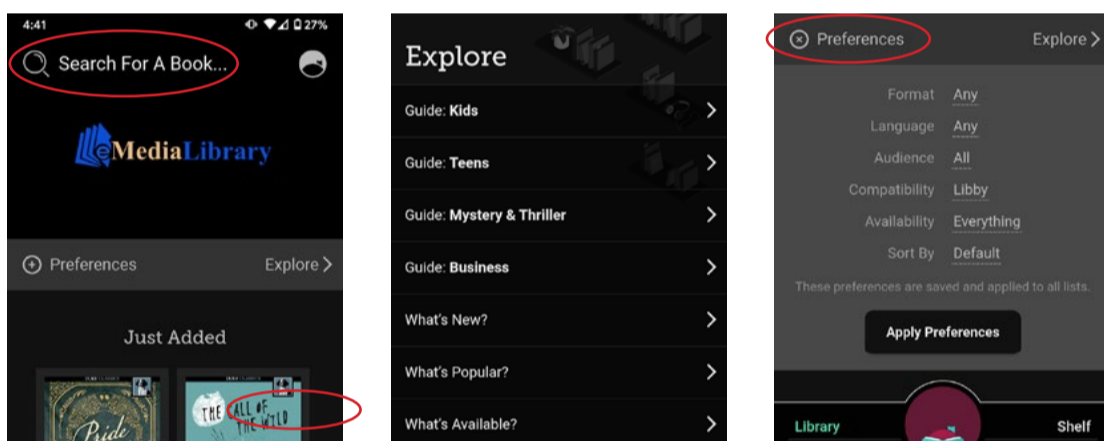 4:41
27%
Search For A Book...
eMediaLibrary
Preferences
Explore
Just Added
Pride
THE CALL OF
THE WILD
Explore
Guide: Kids
Guide: Teens
Guide: Mystery & Thriller
Guide: Business
What's New?
What's Popular?
What's Available?
Preferences
Explore
Format Any
Language Any
Audience All
Compatibility Libby
Availability Everything
Sort By Default
These preferences are saved and applied to all lists.
Apply Preferences
Library
Shelf